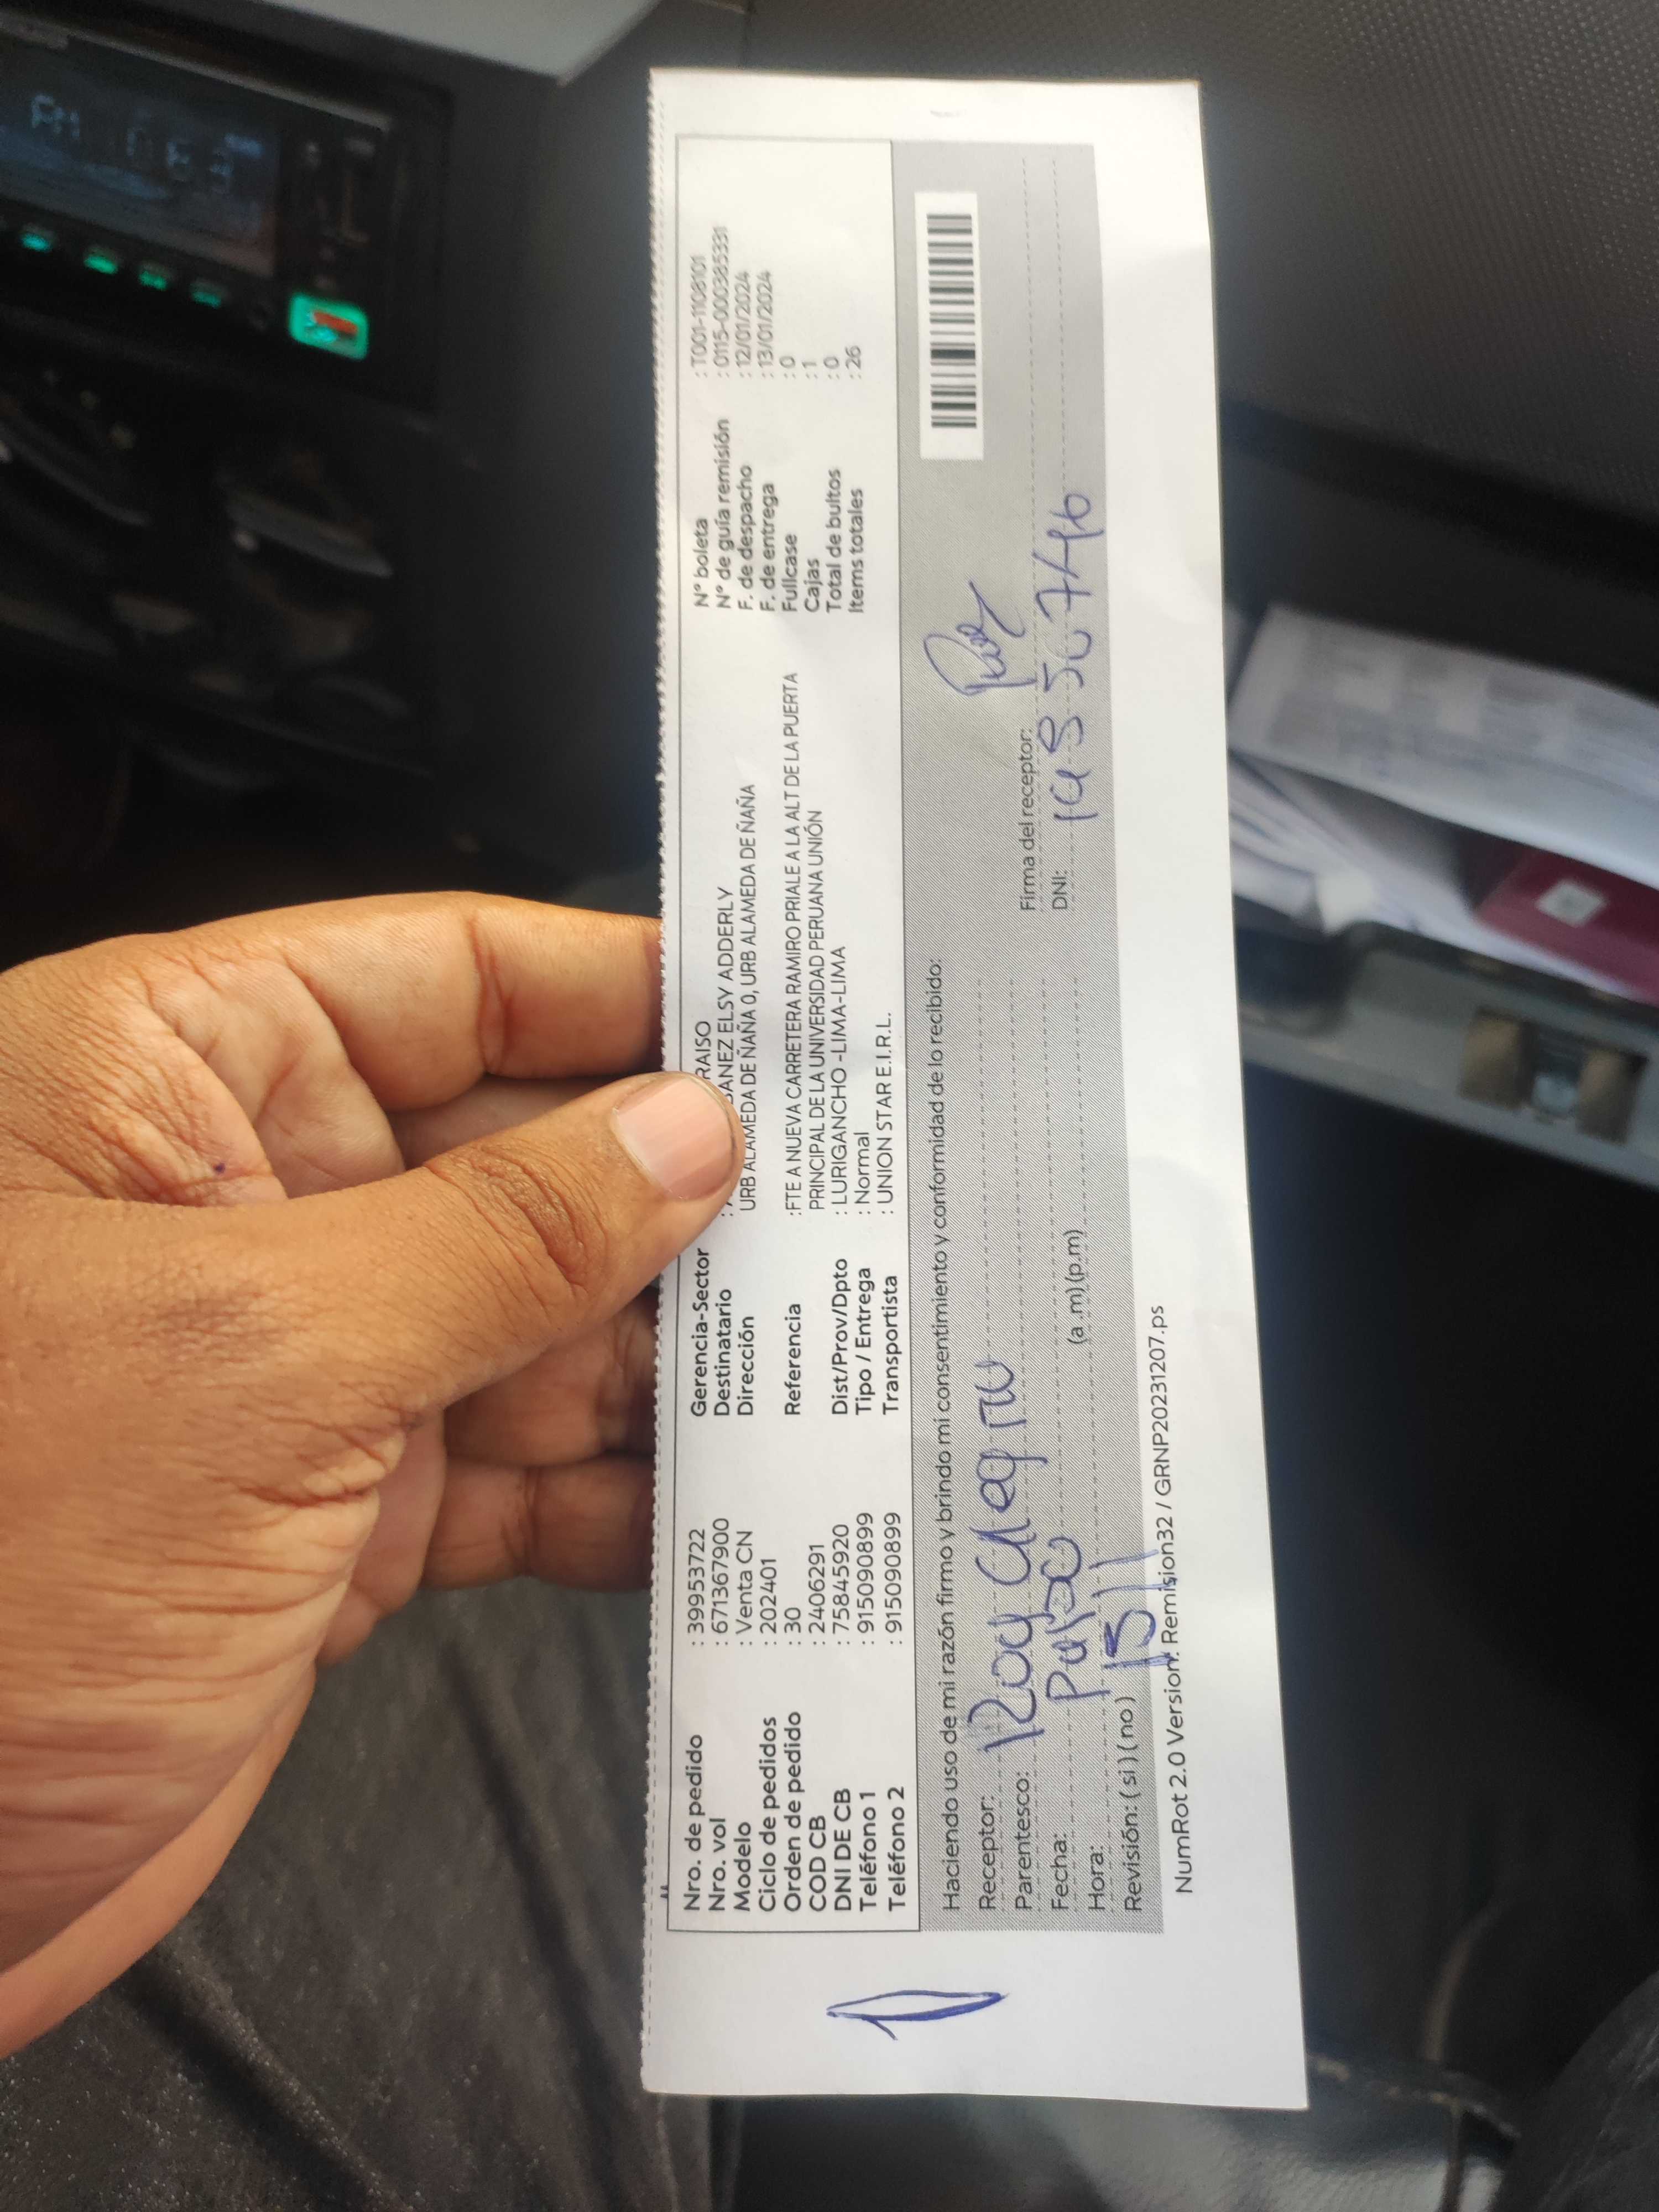 Nro. de pedido : 39953722
Nro. vol : 671367900
Modelo : Venta CN
Ciclo de pedidos : 202401
Orden de pedido : 30
COD CB : 2406291
DNI DE CB : 75845920
Teléfono 1 : 915090899
Teléfono 2 : 915090899
Gerencia-Sector RAISO
Destinatario : ANEZ ELSY ADDERLY
Dirección URB ALAMEDA DE ÑAÑA 0, URB ALAMEDA DE ÑAÑA
Referencia :FTE A NUEVA CARRETERA RAMIRO PRIALE A LA ALT DE LA PUERTA
PRINCIPAL DE LA UNIVERSIDAD PERUANA UNIÓN
Dist/Prov/Dpto : LURIGANCHO -LIMA-LIMA
Tipo / Entrega : Normal
Transportista : UNION STAR E.I.R.L.
N° boleta : T001-1108101
N° de guía remisión : 0115-000385331
F. de despacho : 12/01/2024
F. de entrega : 13/01/2024
Fullcase : 0
Cajas : 1
Total de bultos : 0
Items totales : 26
Haciendo uso de mi razón firmo y brindo mi consentimiento y conformidad de lo recibido:
Receptor: Roy
Parentesco:
Fecha:
Hora: (a .m) (p.m)
Revisión: ( si ) ( no )
Firma del receptor:
DNI:
NumRot 2.0 Version: Remision32 / GRNP20231207.ps
1